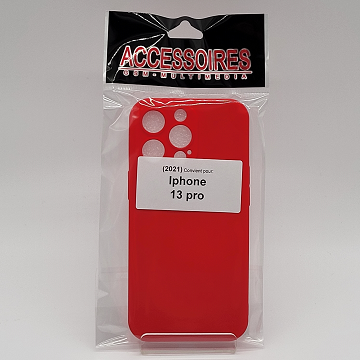 ACCESSOIRES
GSM-MULTIMEDIA
(2021) Convient pour:
Iphone
13 pro